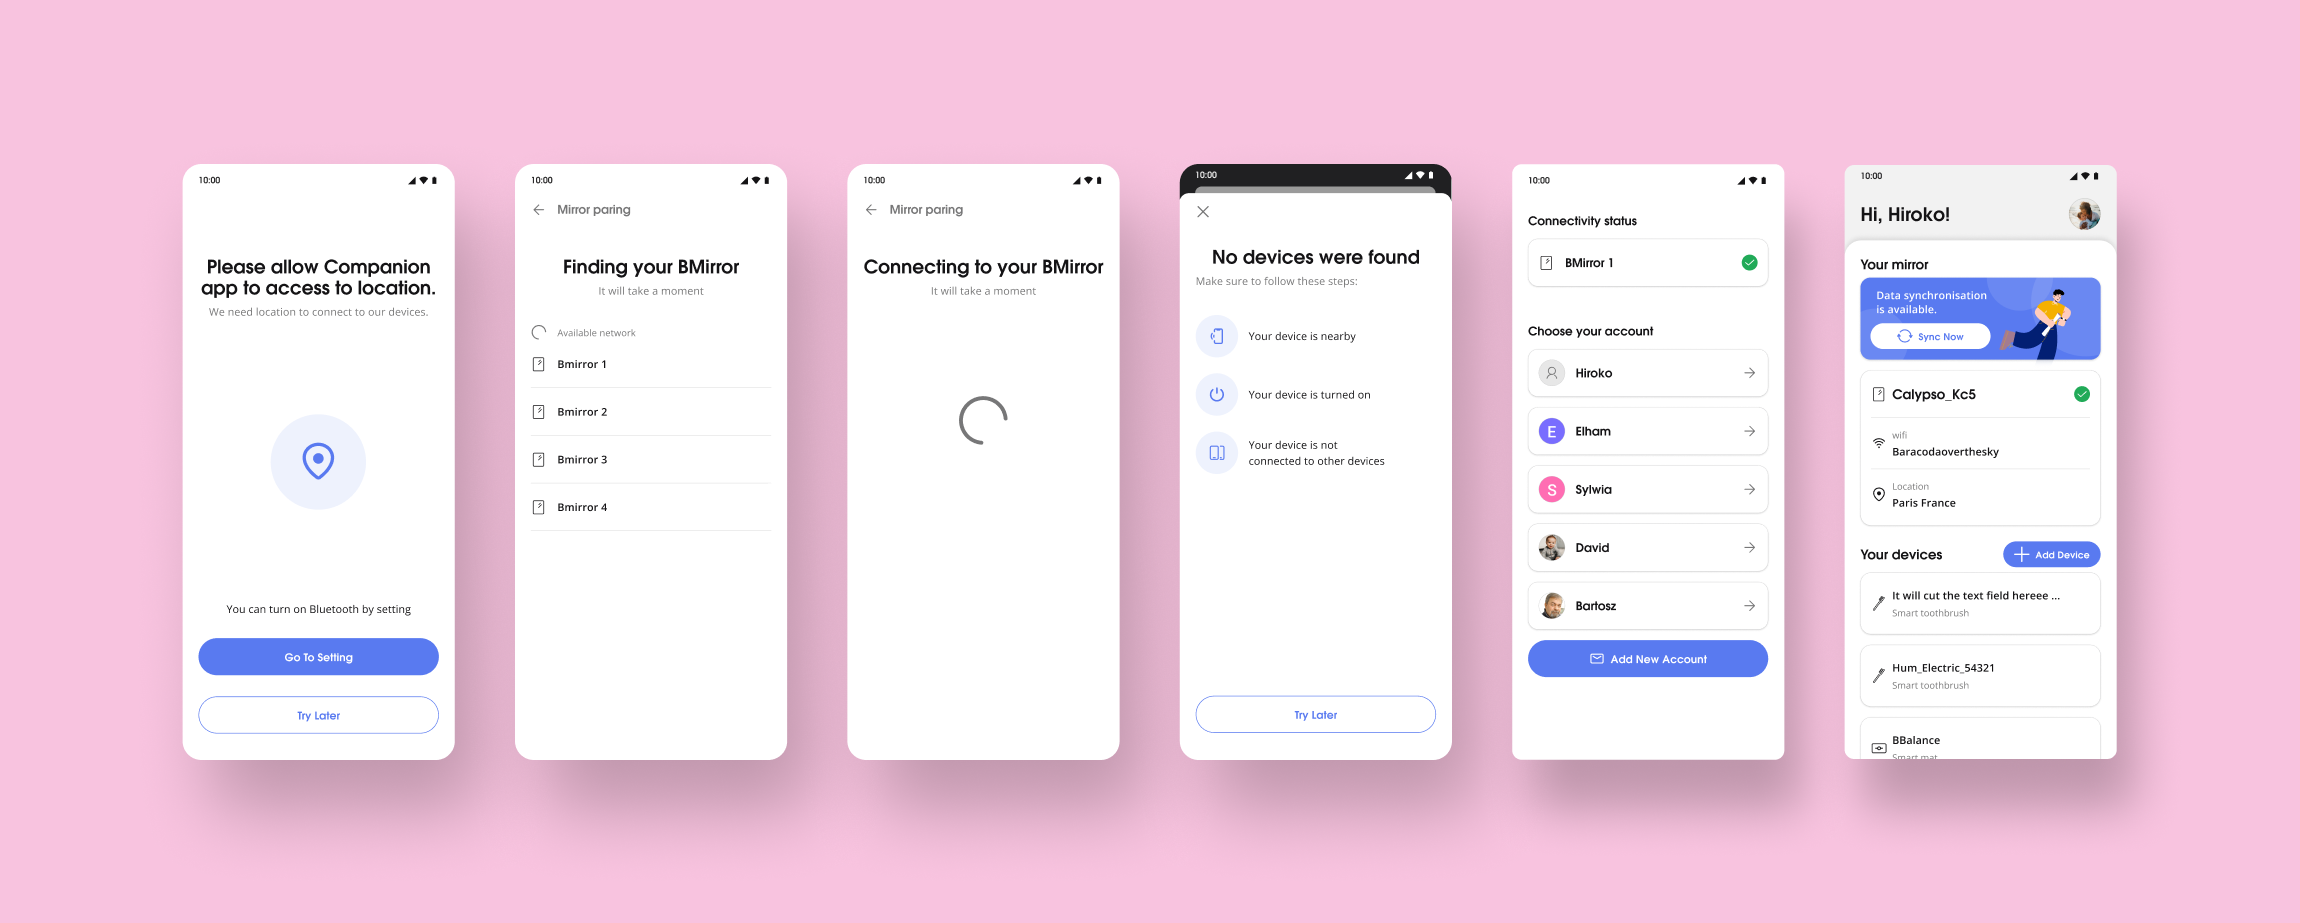 10:00
Please allow Companion
app to access to location.
We need location to connect to our devices.
You can turn on Bluetooth by setting
Go To Setting
Try Later
10:00
Mirror paring
Finding your BMirror
It will take a moment
Available network
Bmirror 1
Bmirror 2
Bmirror 3
Bmirror 4
10:00
Mirror paring
Connecting to your BMirror
It will take a moment
10:00
No devices were found
Make sure to follow these steps:
Your device is nearby
Your device is turned on
Your device is not
connected to other devices
Try Later
10:00
Connectivity status
BMirror 1
Choose your account
Hiroko
E Elham
S Sylwia
David
Bartosz
Add New Account
10:00
Hi, Hiroko!
Your mirror
Data synchronisation
is available.
Sync Now
Calypso_Kc5
wifi
Baracodaoverthesky
Location
Paris France
Your devices
Add Device
It will cut the text field hereee ...
Smart toothbrush
Hum_Electric_54321
Smart toothbrush
BBalance
Smart mat